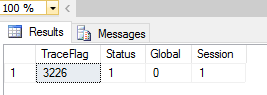 100 %
Results Messages
TraceFlag Status Global Session
1 3226 1 0 1